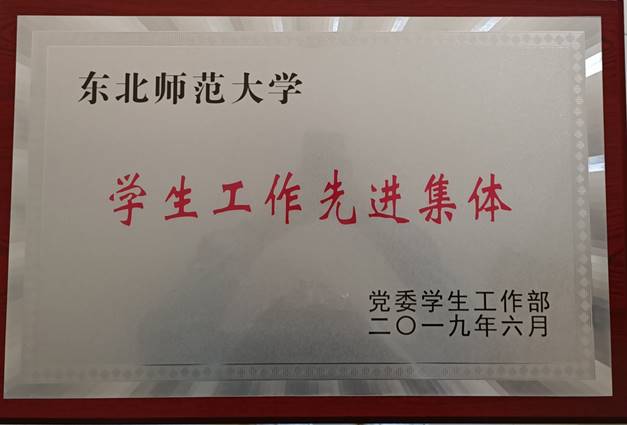 东北师范大学
学生工作先进集体
党委学生工作部
二〇一九年六月